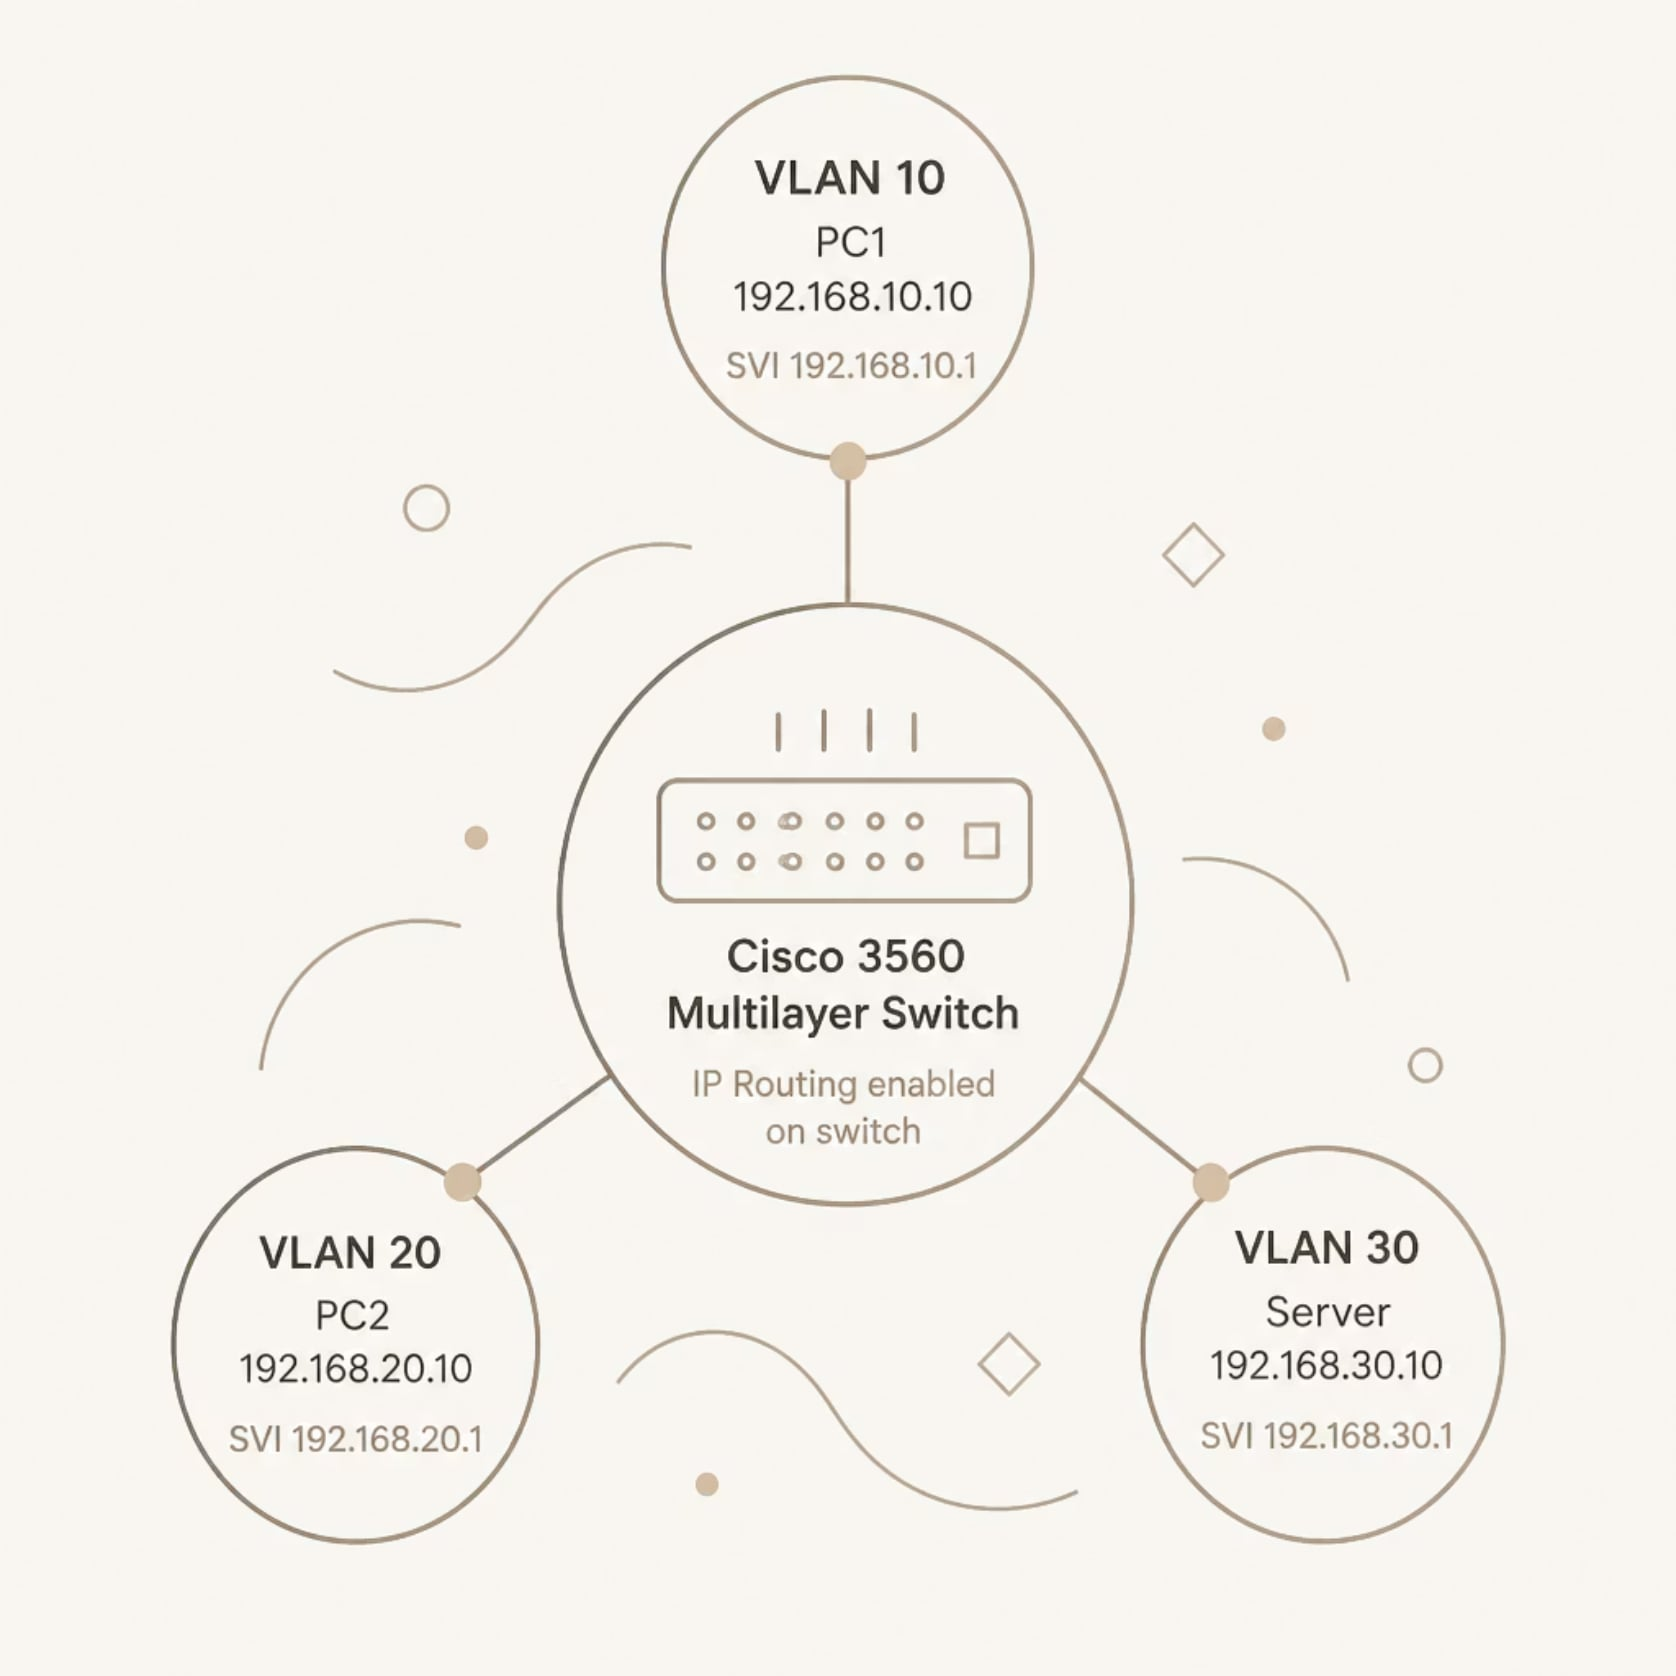 VLAN 10
PC1
192.168.10.10
SVI 192.168.10.1
Cisco 3560
Multilayer Switch
IP Routing enabled
on switch
VLAN 20
PC2
192.168.20.10
SVI 192.168.20.1
VLAN 30
Server
192.168.30.10
SVI 192.168.30.1